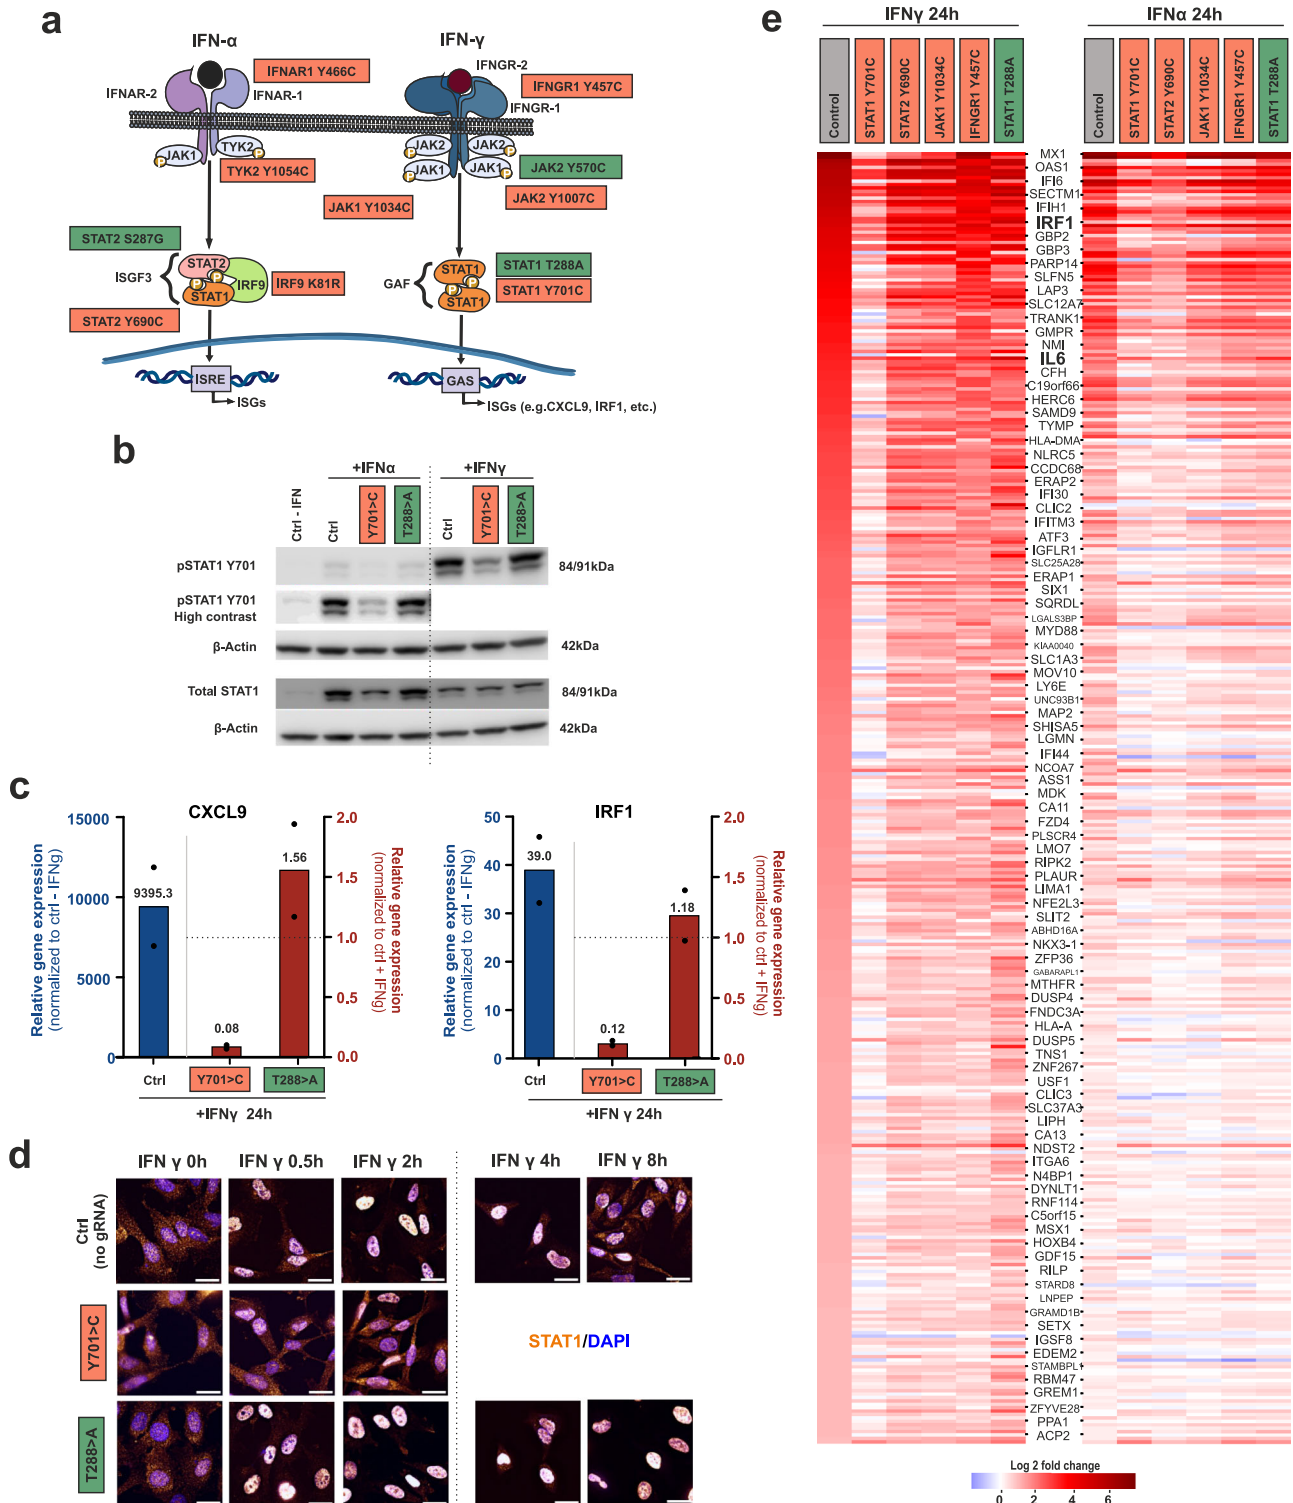 a
IFN-α
IFN-γ
IFNAR1 Y466C
IFNGR-2
IFNGR1 Y457C
IFNAR-2
IFNAR-1
IFNGR-1
JAK1
TYK2
P
P
JAK2
JAK2
P
P
JAK1
JAK1
P
P
TYK2 Y1054C
JAK2 Y570C
JAK1 Y1034C
JAK2 Y1007C
STAT2 S287G
ISGF3
STAT2
P
P
STAT1
IRF9
IRF9 K81R
STAT2 Y690C
GAF
STAT1
P
P
STAT1
STAT1 T288A
STAT1 Y701C
ISRE
ISGs
GAS
ISGs (e.g.CXCL9, IRF1, etc.)
b
+IFNα
+IFNγ
Ctrl - IFN
Ctrl
Y701>C
T288>A
Ctrl
Y701>C
T288>A
pSTAT1 Y701
84/91kDa
pSTAT1 Y701
High contrast
β-Actin
42kDa
Total STAT1
84/91kDa
β-Actin
42kDa
c
CXCL9
Relative gene expression
(normalized to ctrl - IFNg)
15000
10000
5000
0
9395.3
0.08
1.56
2.0
1.5
1.0
0.5
0.0
Relative gene expression
(normalized to ctrl + IFNg)
Ctrl
Y701>C
T288>A
+IFNγ 24h
IRF1
Relative gene expression
(normalized to ctrl - IFNg)
50
40
30
20
10
0
39.0
0.12
1.18
2.0
1.5
1.0
0.5
0.0
Relative gene expression
(normalized to ctrl + IFNg)
Ctrl
Y701>C
T288>A
+IFN γ 24h
d
IFN γ 0h
IFN γ 0.5h
IFN γ 2h
IFN γ 4h
IFN γ 8h
Ctrl
(no gRNA)
Y701>C
T288>A
STAT1/DAPI
e
IFNγ 24h
IFNα 24h
Control
STAT1 Y701C
STAT2 Y690C
JAK1 Y1034C
IFNGR1 Y457C
STAT1 T288A
Control
STAT1 Y701C
STAT2 Y690C
JAK1 Y1034C
IFNGR1 Y457C
STAT1 T288A
MX1
OAS1
IFI6
SECTM1
IFIH1
IRF1
GBP2
GBP3
PARP14
SLFN5
LAP3
SLC12A7
TRANK1
GMPR
NMI
IL6
CFH
C19orf66
HERC6
SAMD9
TYMP
HLA-DMA
NLRC5
CCDC68
ERAP2
IFI30
CLIC2
IFITM3
ATF3
IGFLR1
SLC25A28
ERAP1
SIX1
SQRDL
LGALS3BP
MYD88
KIAA0040
SLC1A3
MOV10
LY6E
UNC93B1
MAP2
SHISA5
LGMN
IFI44
NCOA7
ASS1
MDK
CA11
FZD4
PLSCR4
LMO7
RIPK2
PLAUR
LIMA1
NFE2L3
SLIT2
ABHD16A
NKX3-1
ZFP36
GABARAPL1
MTHFR
DUSP4
FNDC3A
HLA-A
DUSP5
TNS1
ZNF267
USF1
CLIC3
SLC37A3
LIPH
CA13
NDST2
ITGA6
N4BP1
DYNLT1
RNF114
C5orf15
MSX1
HOXB4
GDF15
RILP
STARD8
LNPEP
GRAMD1B
SETX
IGSF8
EDEM2
STAMBPL1
RBM47
GREM1
ZFYVE28
PPA1
ACP2
Log 2 fold change
0
2
4
6